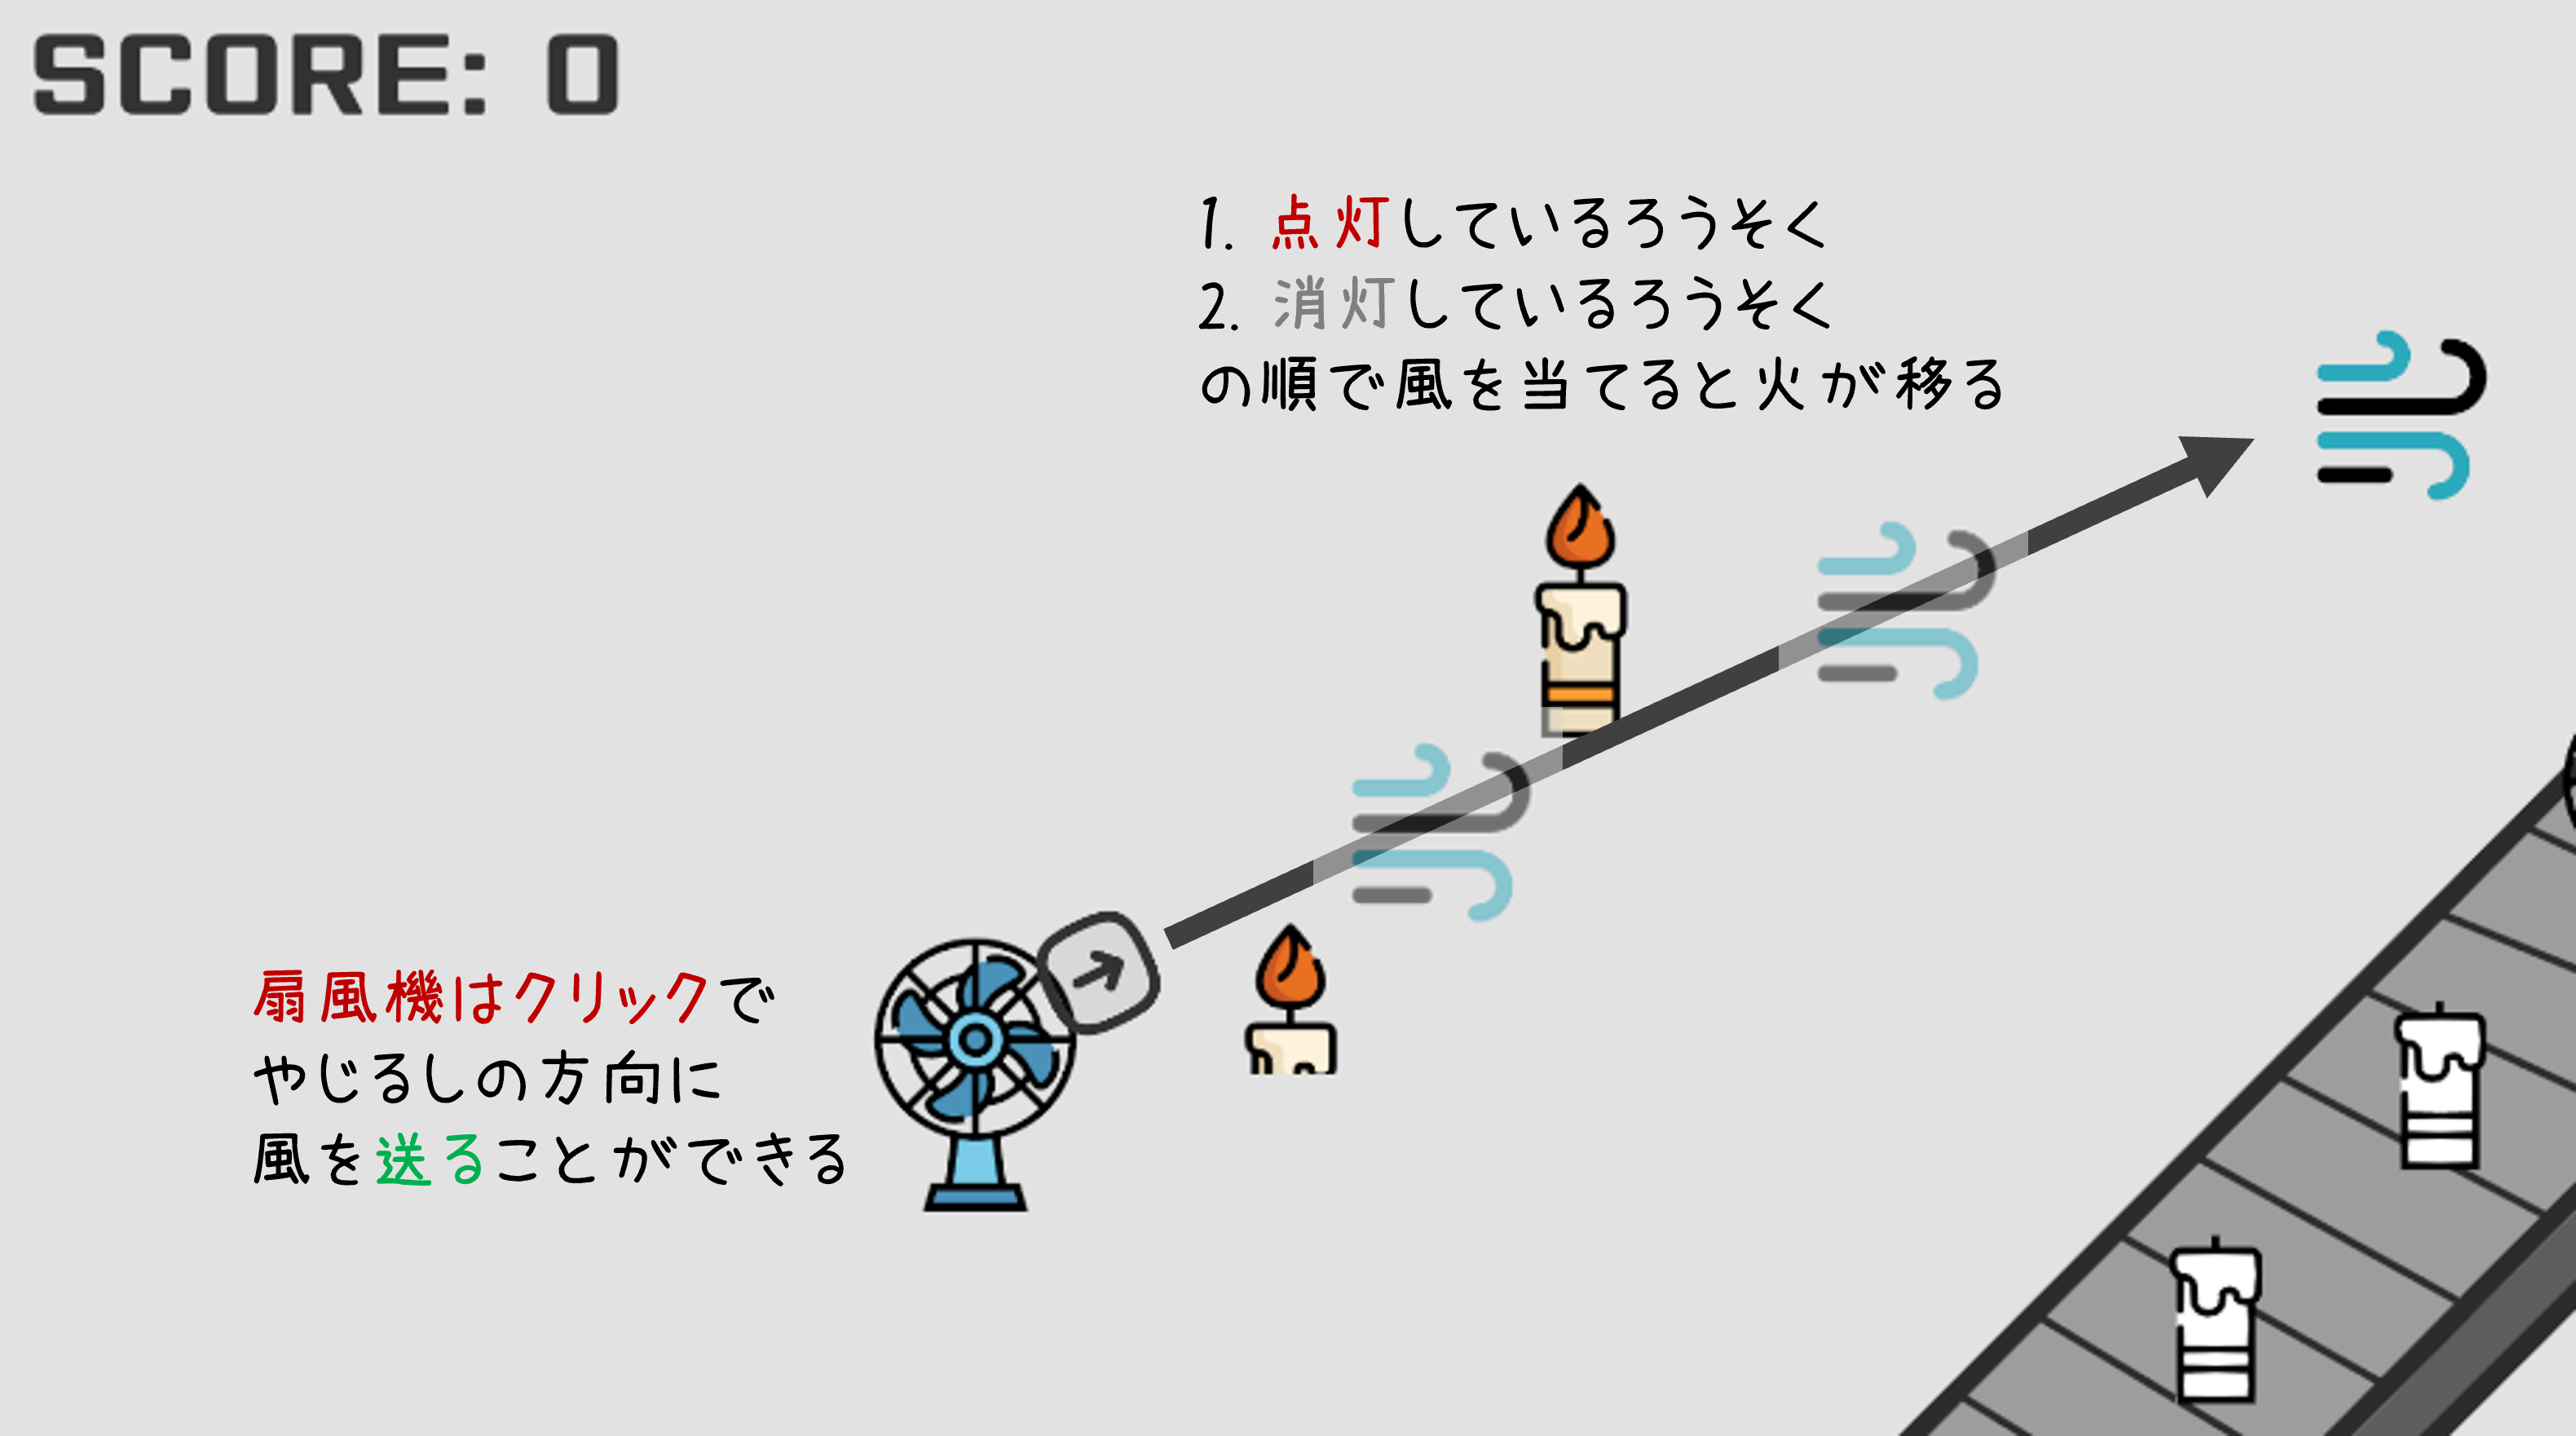 SCORE: 0
1. 点灯しているろうそく
2. 消灯しているろうそく
の順で風を当てると火が移る
扇風機はクリックで
やじるしの方向に
風を送ることができる